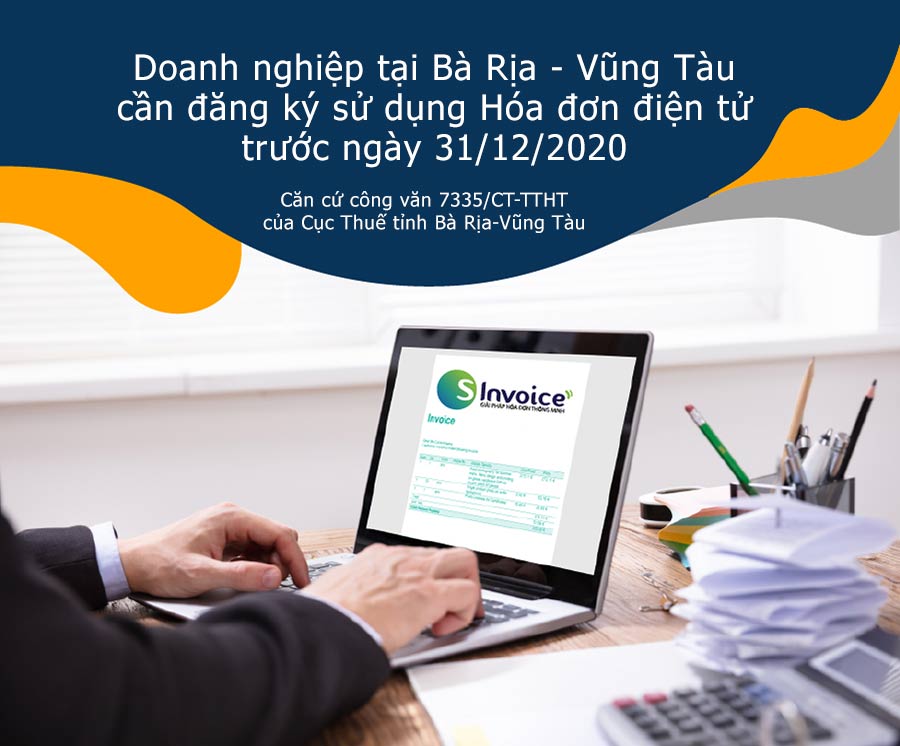 Doanh nghiệp tại Bà Rịa - Vũng Tàu
cần đăng ký sử dụng Hóa đơn điện tử
trước ngày 31/12/2020
Căn cứ công văn 7335/CT-TTHT
của Cục Thuế tỉnh Bà Rịa-Vũng Tàu
S Invoice
GIẢI PHÁP HÓA ĐƠN THÔNG MINH
Invoice